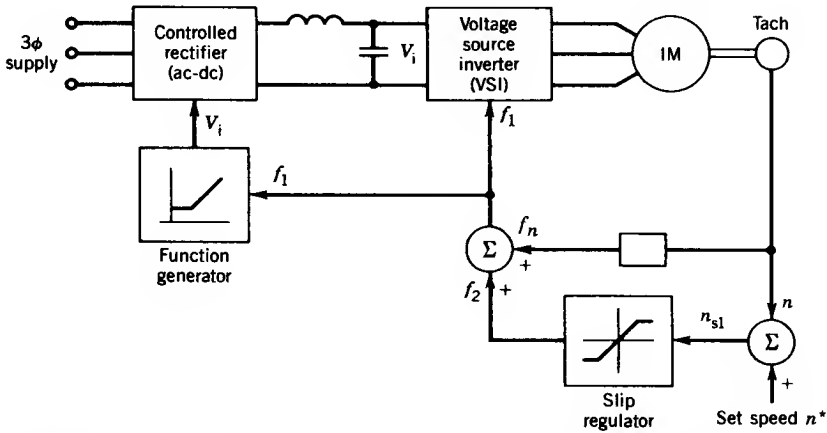 3ϕ
supply
Controlled
rectifier
(ac-dc)
V_i
Voltage
source
inverter
(VSI)
IM
Tach
V_i
f_1
f_1
Function
generator
Σ
f_n
+
f_2
+
n
n_s1
Σ
+
Slip
regulator
Set speed n*